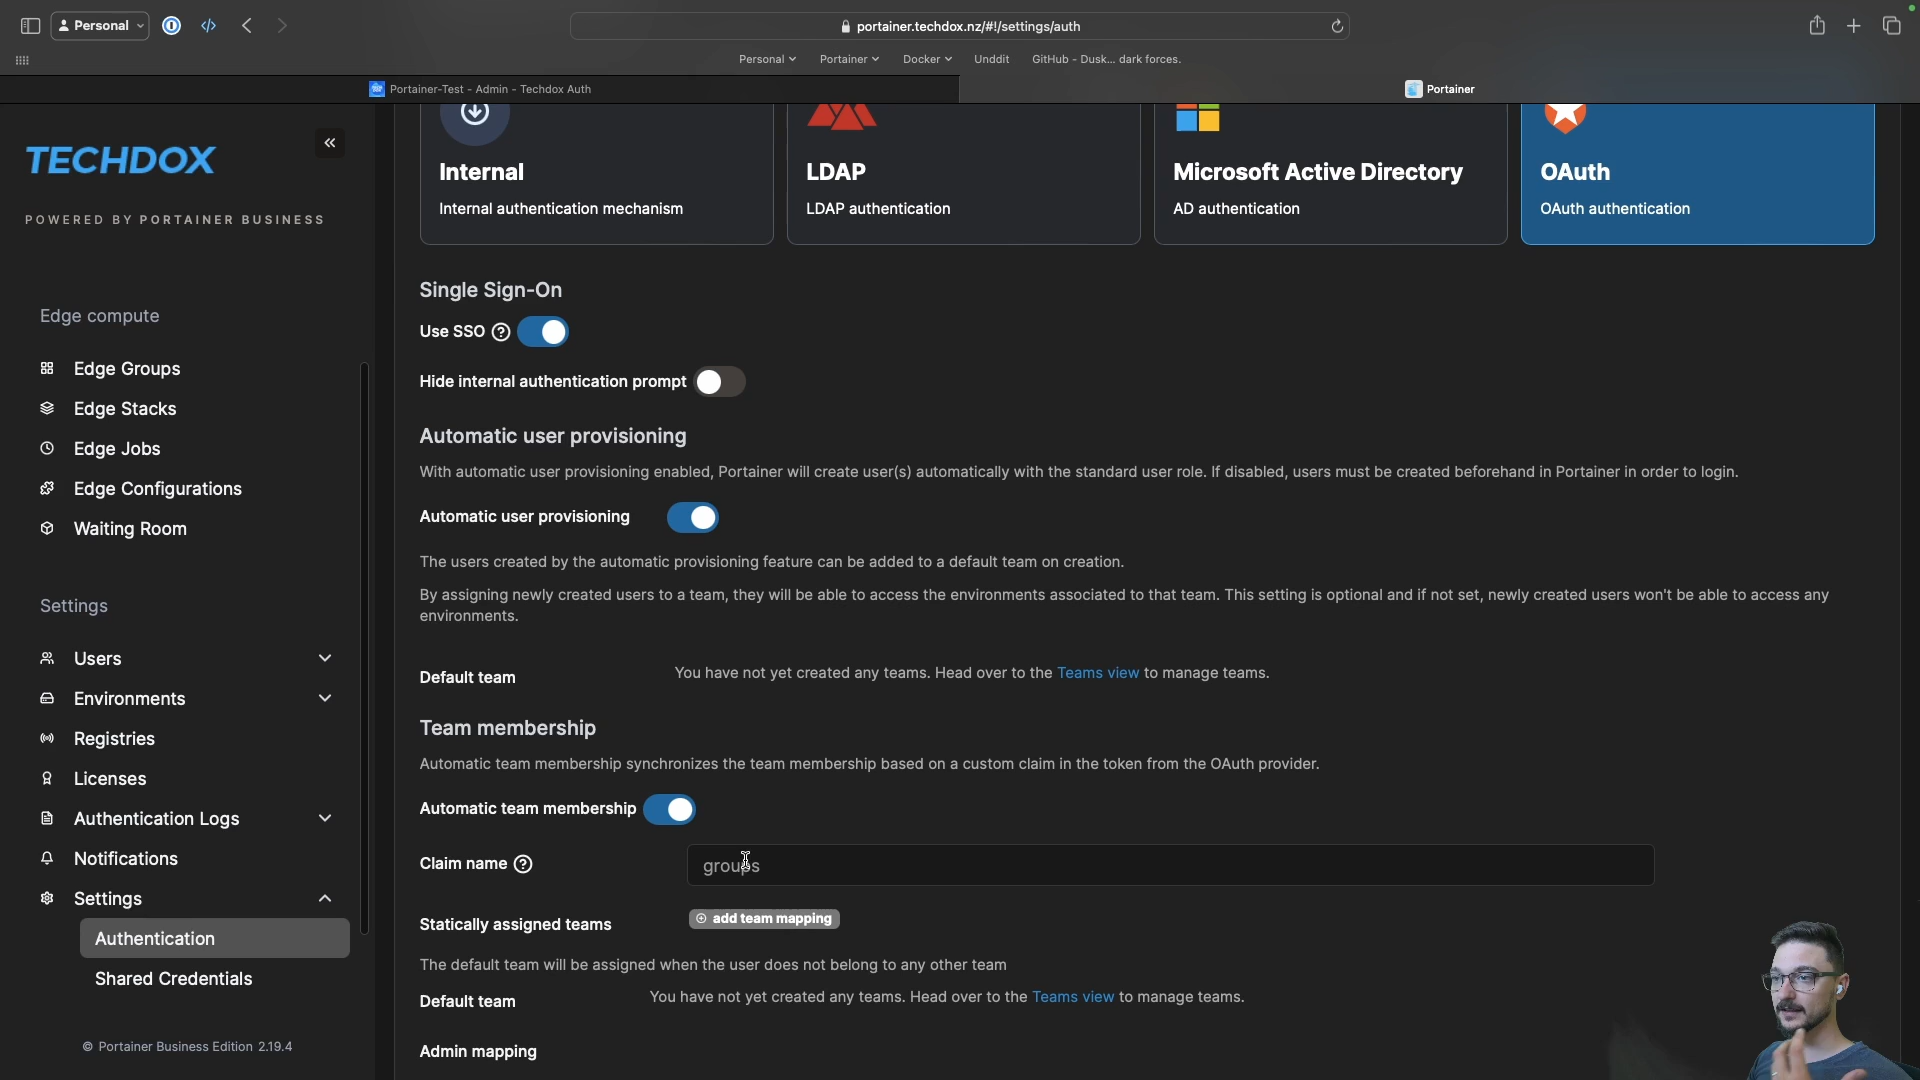 Personal
portainer.techdox.nz/#!/settings/auth
Personal
Portainer
Docker
Unddit
GitHub - Dusk... dark forces.
Portainer-Test - Admin - Techdox Auth
Portainer
TECHDOX
POWERED BY PORTAINER BUSINESS
Edge compute
Edge Groups
Edge Stacks
Edge Jobs
Edge Configurations
Waiting Room
Settings
Users
Environments
Registries
Licenses
Authentication Logs
Notifications
Settings
Authentication
Shared Credentials
© Portainer Business Edition 2.19.4
Internal
Internal authentication mechanism
LDAP
LDAP authentication
Microsoft Active Directory
AD authentication
OAuth
OAuth authentication
Single Sign-On
Use SSO
Hide internal authentication prompt
Automatic user provisioning
With automatic user provisioning enabled, Portainer will create user(s) automatically with the standard user role. If disabled, users must be created beforehand in Portainer in order to login.
Automatic user provisioning
The users created by the automatic provisioning feature can be added to a default team on creation.
By assigning newly created users to a team, they will be able to access the environments associated to that team. This setting is optional and if not set, newly created users won't be able to access any
environments.
Default team
You have not yet created any teams. Head over to the Teams view to manage teams.
Team membership
Automatic team membership synchronizes the team membership based on a custom claim in the token from the OAuth provider.
Automatic team membership
Claim name
groups
Statically assigned teams
add team mapping
The default team will be assigned when the user does not belong to any other team
Default team
You have not yet created any teams. Head over to the Teams view to manage teams.
Admin mapping